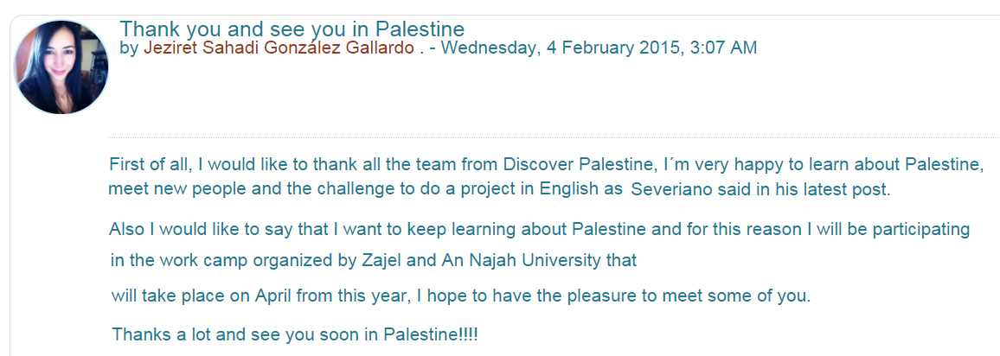 Thank you and see you in Palestine
by Jeziret Sahadi González Gallardo . - Wednesday, 4 February 2015, 3:07 AM
First of all, I would like to thank all the team from Discover Palestine, I´m very happy to learn about Palestine,
meet new people and the challenge to do a project in English as Severiano said in his latest post.
Also I would like to say that I want to keep learning about Palestine and for this reason I will be participating
in the work camp organized by Zajel and An Najah University that
will take place on April from this year, I hope to have the pleasure to meet some of you.
Thanks a lot and see you soon in Palestine!!!!